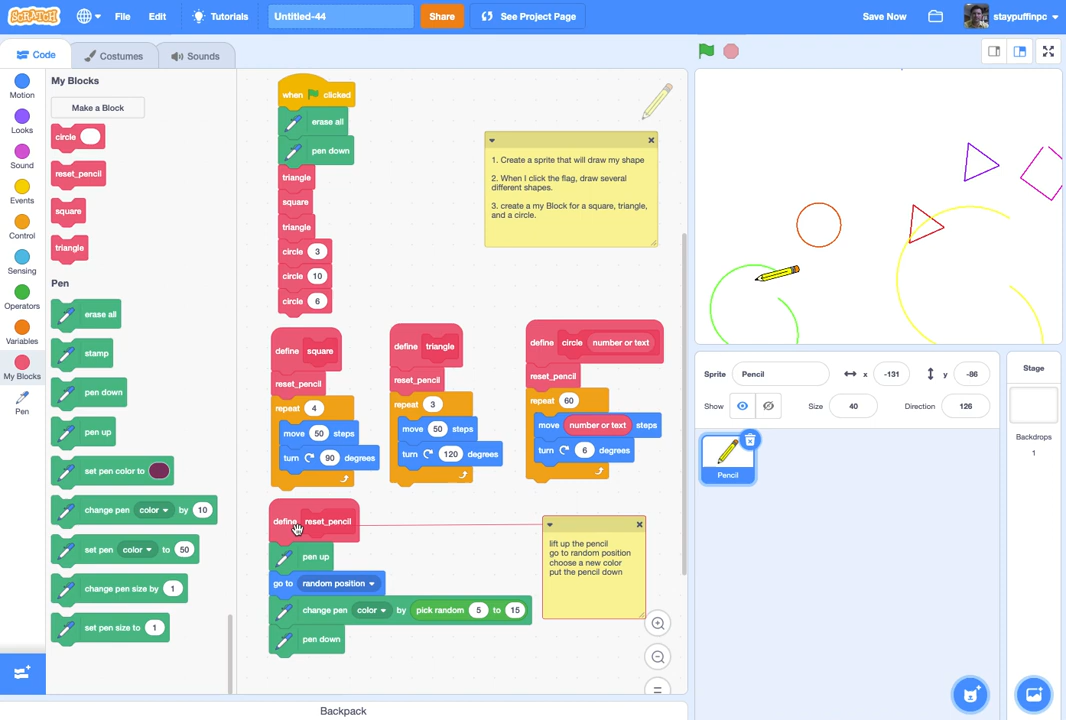 SCRATCH File Edit Tutorials Untitled-44 Share See Project Page Save Now staypuffinpc
Code Costumes Sounds
Motion
Looks
Sound
Events
Control
Sensing
Operators
Variables
My Blocks
Pen
My Blocks
Make a Block
circle
reset_pencil
square
triangle
Pen
erase all
stamp
pen down
pen up
set pen color to
change pen color by 10
set pen color to 50
change pen size by 1
set pen size to 1
when clicked
erase all
pen down
triangle
square
triangle
circle 3
circle 10
circle 6
1. Create a sprite that will draw my shape
2. When I click the flag, draw several
different shapes.
3. create a my Block for a square, triangle,
and a circle.
define square
reset_pencil
repeat 4
move 50 steps
turn 90 degrees
define triangle
reset_pencil
repeat 3
move 50 steps
turn 120 degrees
define circle number or text
reset_pencil
repeat 60
move number or text steps
turn 6 degrees
define reset_pencil
pen up
go to random position
change pen color by pick random 5 to 15
pen down
lift up the pencil
go to random position
choose a new color
put the pencil down
Backpack
Sprite Pencil x -131 y -86
Show Size 40 Direction 126
Pencil
Stage
Backdrops
1